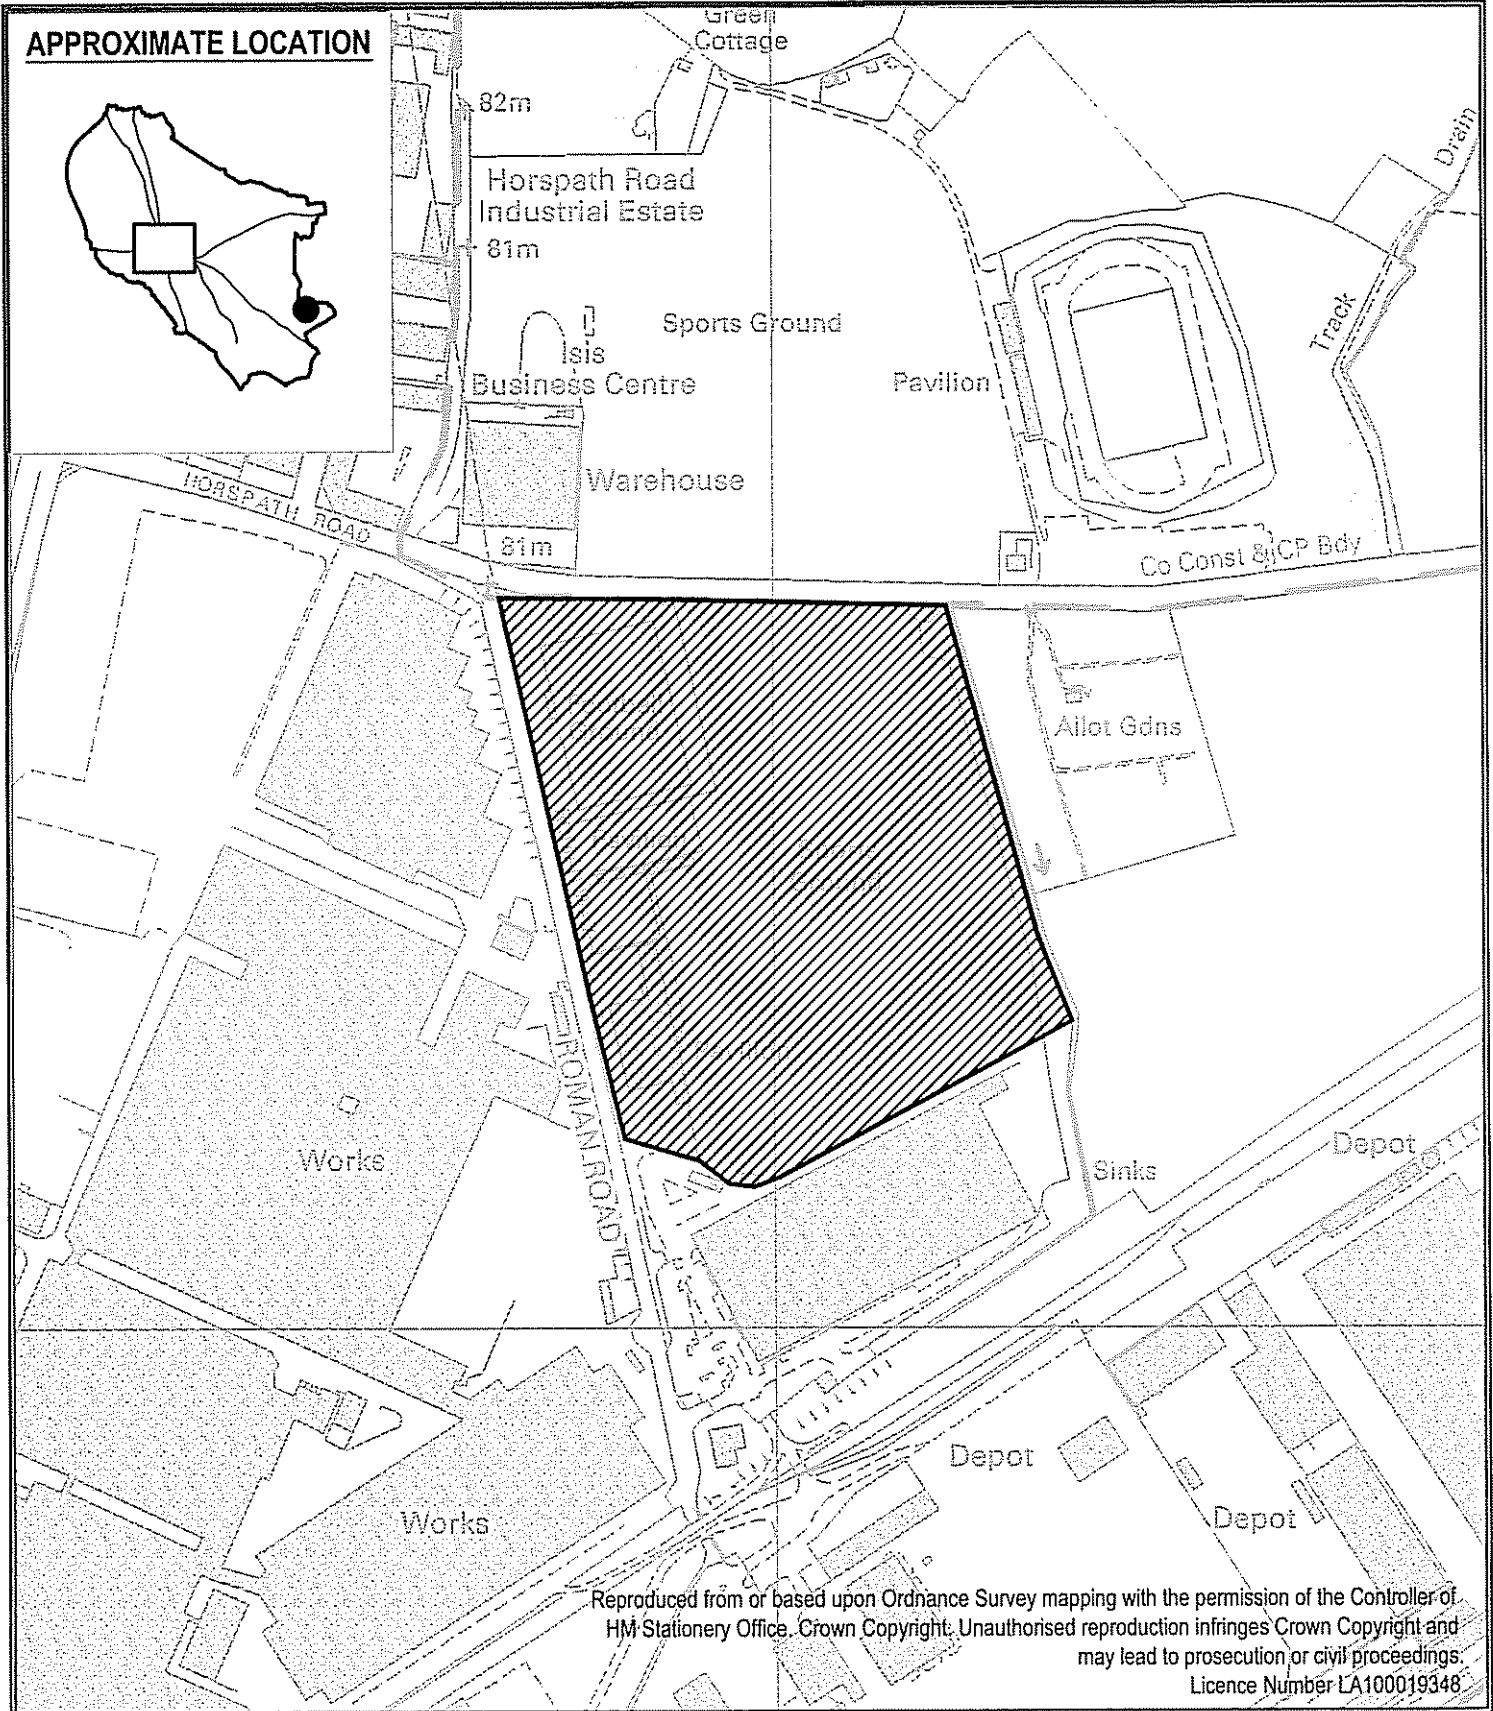 APPROXIMATE LOCATION
Green
Cottage
82m
Drain
Horspath Road
Industrial Estate
81m
Track
Sports Ground
Isis
Business Centre
Pavilion
Warehouse
HORSPATH ROAD
81m
Co Const & CP Bdy
Allot Gdns
ROMAN ROAD
Works
Sinks
Depot
Depot
Works
Depot
Reproduced from or based upon Ordnance Survey mapping with the permission of the Controller of
HM Stationery Office. Crown Copyright. Unauthorised reproduction infringes Crown Copyright and
may lead to prosecution or civil proceedings.
Licence Number LA100019348